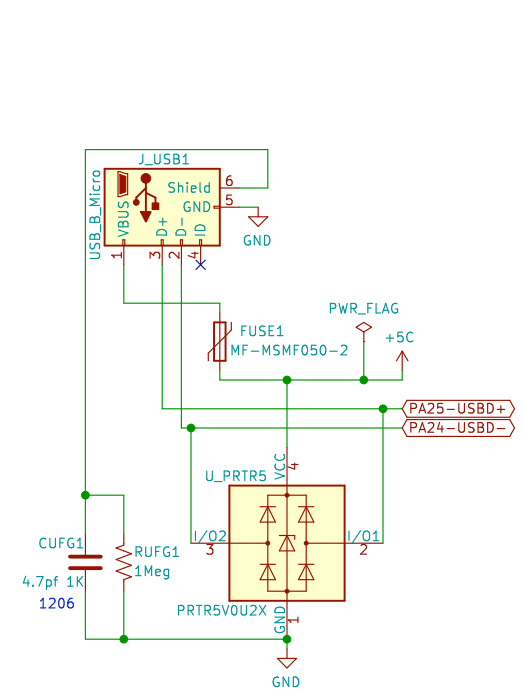 J_USB1
USB_B_Micro
Shield
6
GND
5
VBUS
D+
D-
ID
1
3
2
4
GND
FUSE1
MF-MSMF050-2
PWR_FLAG
+5C
PA25-USBD+
PA24-USBD-
U_PRTR5
VCC
4
I/O2
3
I/O1
2
PRTR5V0U2X
GND
1
CUFG1
4.7pf 1K
1206
RUFG1
1Meg
GND